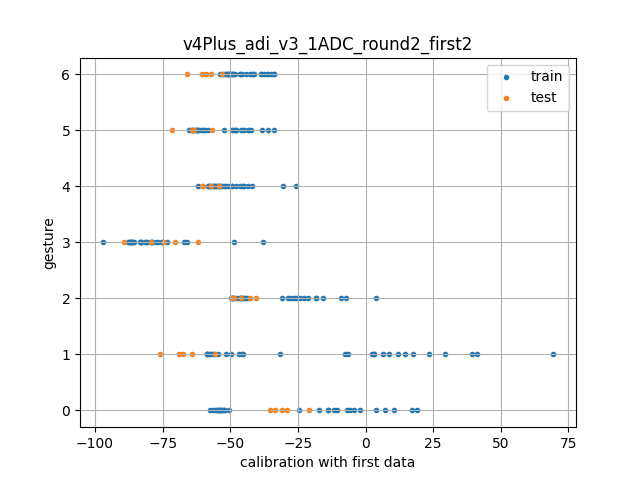 v4Plus_adi_v3_1ADC_round2_first2
train
test
6
5
4
3
2
1
0
gesture
−100 −75 −50 −25 0 25 50 75
calibration with first data